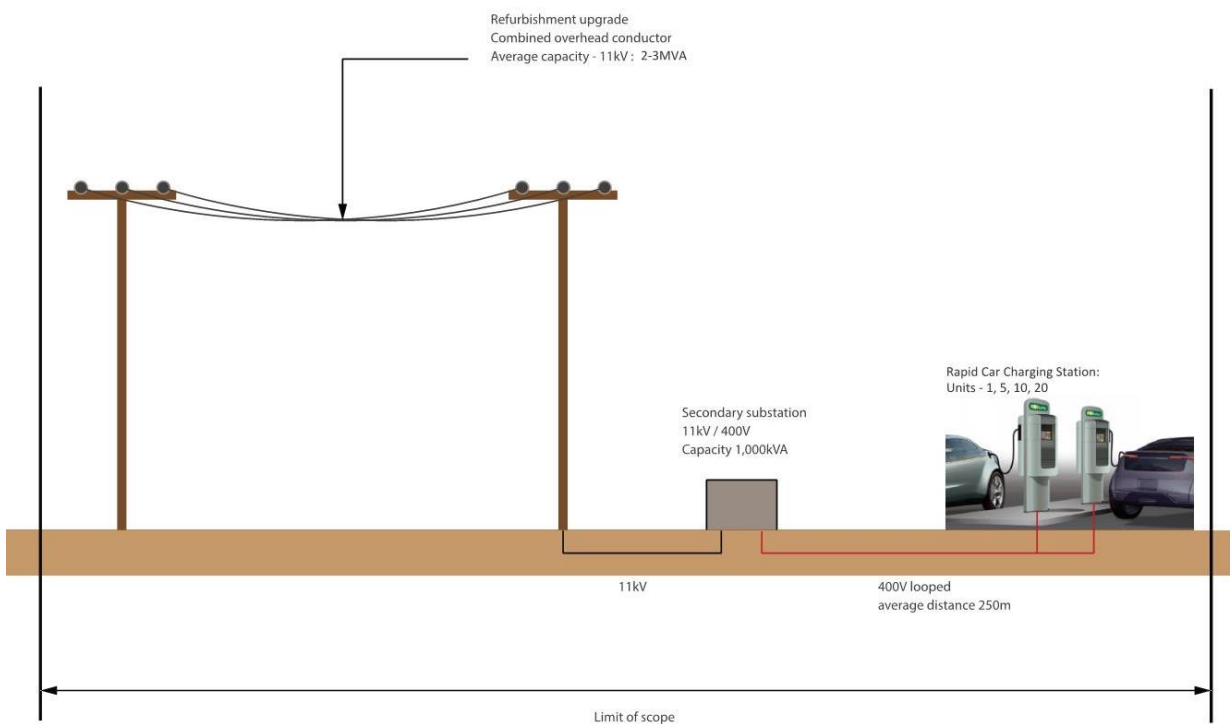 Refurbishment upgrade
Combined overhead conductor
Average capacity - 11kV : 2-3MVA
Rapid Car Charging Station:
Units - 1, 5, 10, 20
Secondary substation
11kV / 400V
Capacity 1,000kVA
11kV
400V looped
average distance 250m
Limit of scope